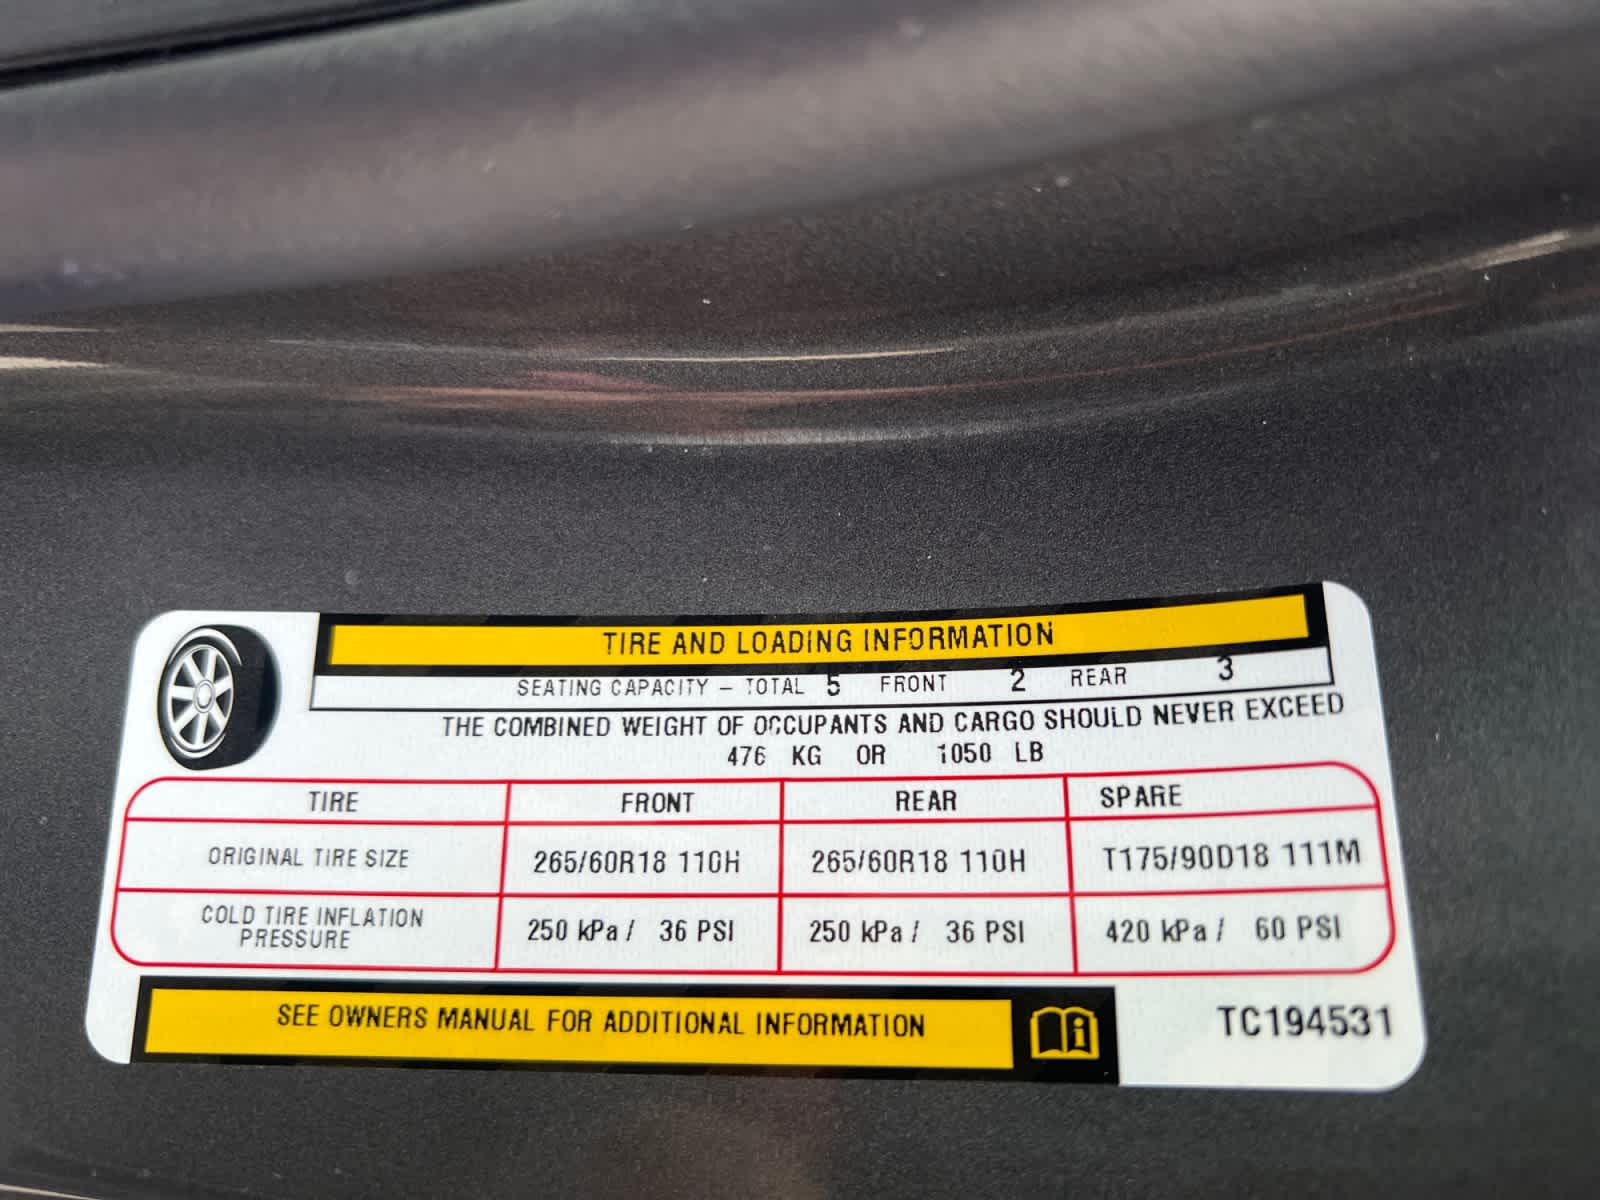 TIRE AND LOADING INFORMATION
SEATING CAPACITY – TOTAL 5 FRONT 2 REAR 3
THE COMBINED WEIGHT OF OCCUPANTS AND CARGO SHOULD NEVER EXCEED
476 KG OR 1050 LB
TIRE FRONT REAR SPARE
ORIGINAL TIRE SIZE 265/60R18 110H 265/60R18 110H T175/90D18 111M
COLD TIRE INFLATION
PRESSURE 250 kPa / 36 PSI 250 kPa / 36 PSI 420 kPa / 60 PSI
SEE OWNERS MANUAL FOR ADDITIONAL INFORMATION
TC194531